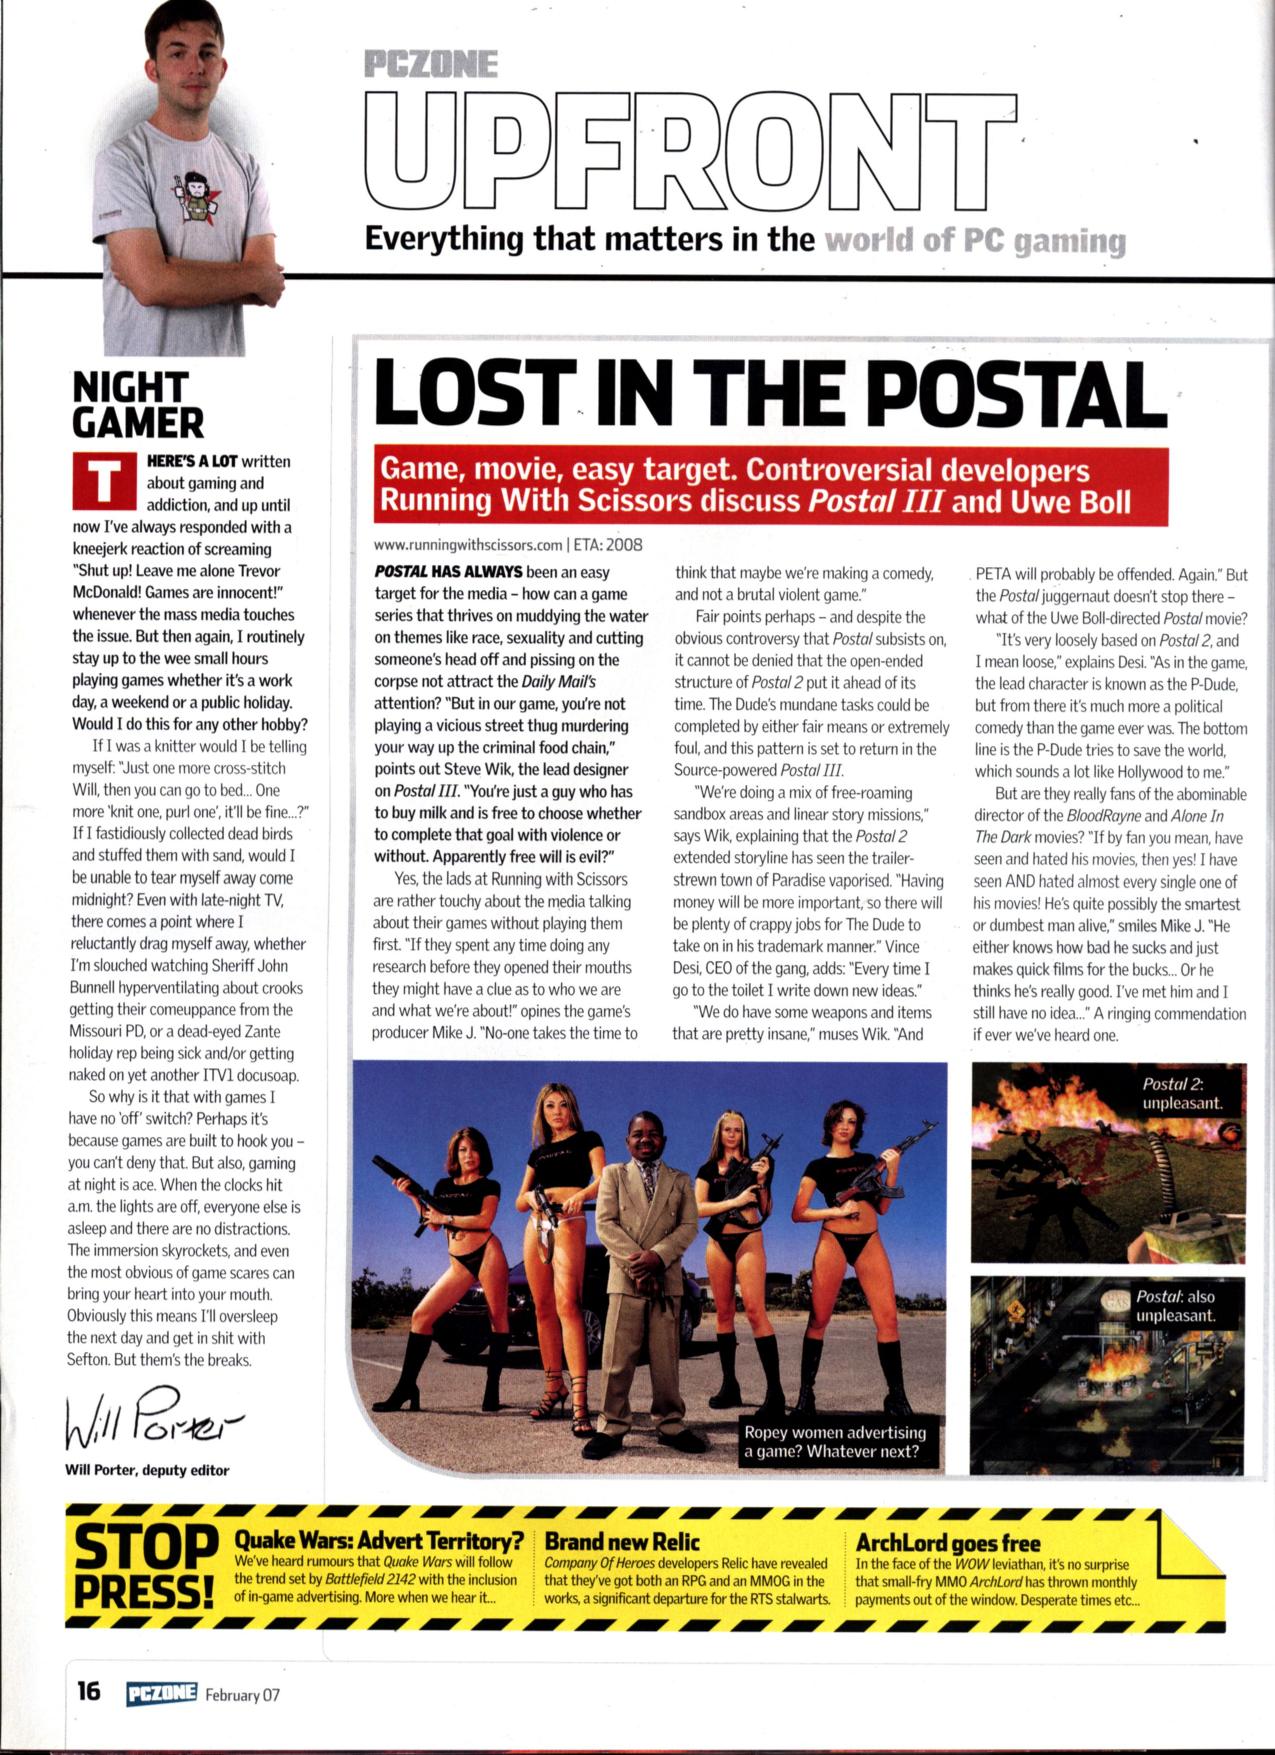 PCZONE
UPFRONT
Everything that matters in the world of PC gaming
NIGHT
GAMER
THERE'S A LOT written
about gaming and
addiction, and up until
now I've always responded with a
kneejerk reaction of screaming
"Shut up! Leave me alone Trevor
McDonald! Games are innocent!"
whenever the mass media touches
the issue. But then again, I routinely
stay up to the wee small hours
playing games whether it's a work
day, a weekend or a public holiday.
Would I do this for any other hobby?
If I was a knitter would I be telling
myself: "Just one more cross-stitch
Will, then you can go to bed... One
more 'knit one, purl one', it'll be fine...?"
If I fastidiously collected dead birds
and stuffed them with sand, would I
be unable to tear myself away come
midnight? Even with late-night TV,
there comes a point where I
reluctantly drag myself away, whether
I'm slouched watching Sheriff John
Bunnell hyperventilating about crooks
getting their comeuppance from the
Missouri PD, or a dead-eyed Zante
holiday rep being sick and/or getting
naked on yet another ITV1 docusoap.
So why is it that with games I
have no 'off' switch? Perhaps it's
because games are built to hook you –
you can't deny that. But also, gaming
at night is ace. When the clocks hit
a.m. the lights are off, everyone else is
asleep and there are no distractions.
The immersion skyrockets, and even
the most obvious of game scares can
bring your heart into your mouth.
Obviously this means I'll oversleep
the next day and get in shit with
Sefton. But them's the breaks.
Will Porter
Will Porter, deputy editor
LOST IN THE POSTAL
Game, movie, easy target. Controversial developers
Running With Scissors discuss Postal III and Uwe Boll
www.runningwithscissors.com | ETA: 2008
POSTAL HAS ALWAYS been an easy
target for the media – how can a game
series that thrives on muddying the water
on themes like race, sexuality and cutting
someone's head off and pissing on the
corpse not attract the Daily Mail's
attention? "But in our game, you're not
playing a vicious street thug murdering
your way up the criminal food chain,"
points out Steve Wik, the lead designer
on Postal III. "You're just a guy who has
to buy milk and is free to choose whether
to complete that goal with violence or
without. Apparently free will is evil?"
Yes, the lads at Running with Scissors
are rather touchy about the media talking
about their games without playing them
first. "If they spent any time doing any
research before they opened their mouths
they might have a clue as to who we are
and what we're about!" opines the game's
producer Mike J. "No-one takes the time to
think that maybe we're making a comedy,
and not a brutal violent game."
Fair points perhaps – and despite the
obvious controversy that Postal subsists on,
it cannot be denied that the open-ended
structure of Postal 2 put it ahead of its
time. The Dude's mundane tasks could be
completed by either fair means or extremely
foul, and this pattern is set to return in the
Source-powered Postal III.
"We're doing a mix of free-roaming
sandbox areas and linear story missions,"
says Wik, explaining that the Postal 2
extended storyline has seen the trailer-
strewn town of Paradise vaporised. "Having
money will be more important, so there will
be plenty of crappy jobs for The Dude to
take on in his trademark manner." Vince
Desi, CEO of the gang, adds: "Every time I
go to the toilet I write down new ideas."
"We do have some weapons and items
that are pretty insane," muses Wik. "And
PETA will probably be offended. Again." But
the Postal juggernaut doesn't stop there –
what of the Uwe Boll-directed Postal movie?
"It's very loosely based on Postal 2, and
I mean loose," explains Desi. "As in the game,
the lead character is known as the P-Dude,
but from there it's much more a political
comedy than the game ever was. The bottom
line is the P-Dude tries to save the world,
which sounds a lot like Hollywood to me."
But are they really fans of the abominable
director of the BloodRayne and Alone In
The Dark movies? "If by fan you mean, have
seen and hated his movies, then yes! I have
seen AND hated almost every single one of
his movies! He's quite possibly the smartest
or dumbest man alive," smiles Mike J. "He
either knows how bad he sucks and just
makes quick films for the bucks... Or he
thinks he's really good. I've met him and I
still have no idea..." A ringing commendation
if ever we've heard one.
POSTAL
Ropey women advertising
a game? Whatever next?
Postal 2:
unpleasant.
Postal: also
unpleasant.
STOP
PRESS!
Quake Wars: Advert Territory?
We've heard rumours that Quake Wars will follow
the trend set by Battlefield 2142 with the inclusion
of in-game advertising. More when we hear it...
Brand new Relic
Company Of Heroes developers Relic have revealed
that they've got both an RPG and an MMOG in the
works, a significant departure for the RTS stalwarts.
ArchLord goes free
In the face of the WOW leviathan, it's no surprise
that small-fry MMO ArchLord has thrown monthly
payments out of the window. Desperate times etc...
16 PCZONE February 07